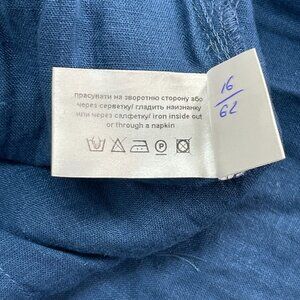 прасувати на зворотню сторону або
через серветку/ гладить наизнанку
или через салфетку/ iron inside out
or through a napkin
16
62